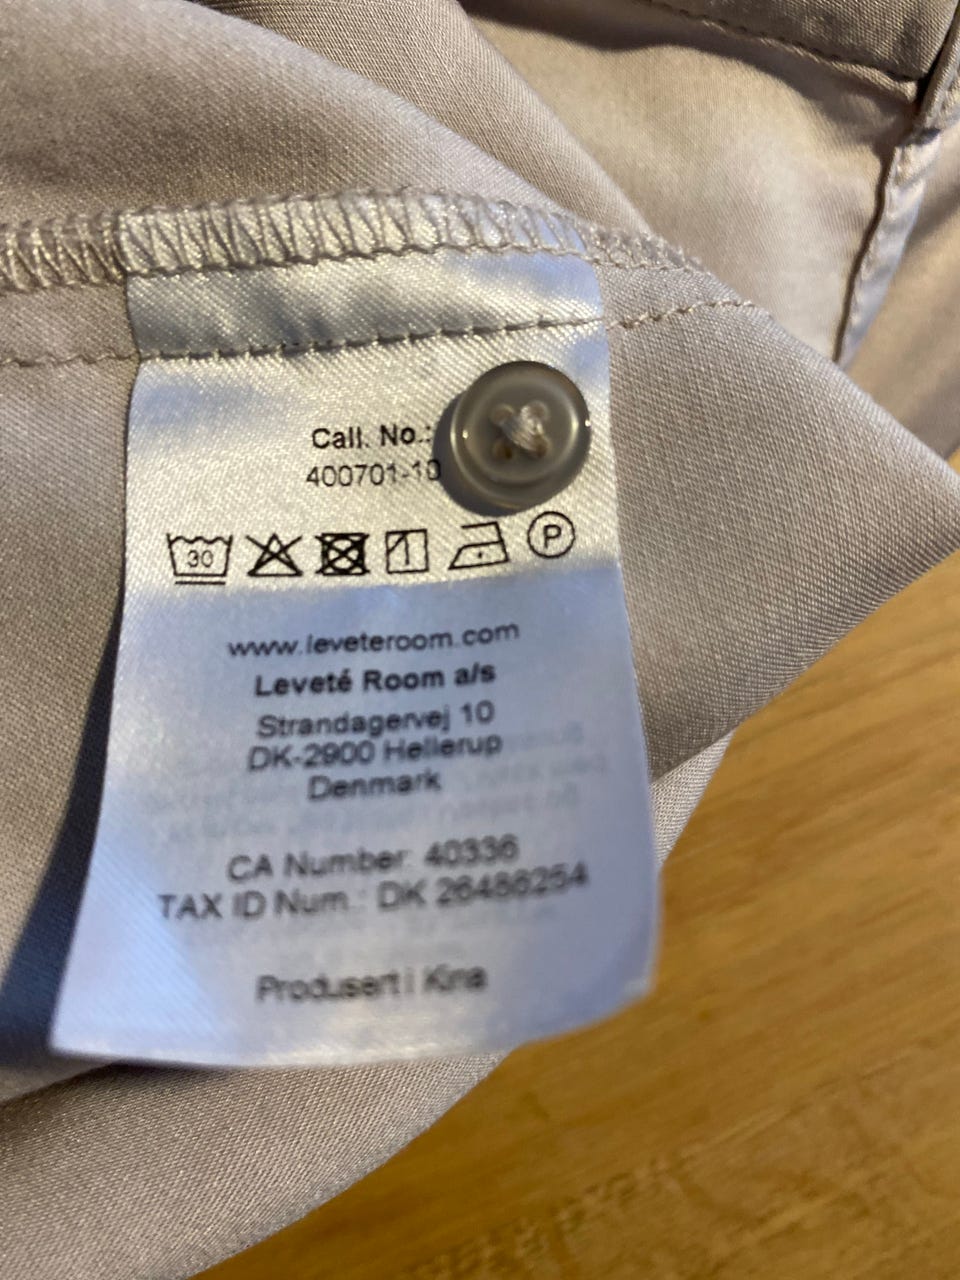 Call. No.:
400701-10
30 P
www.leveteroom.com
Leveté Room a/s
Strandagervej 10
DK-2900 Hellerup
Denmark
CA Number: 40336
TAX ID Num.: DK 26486254
Produsert i Kina